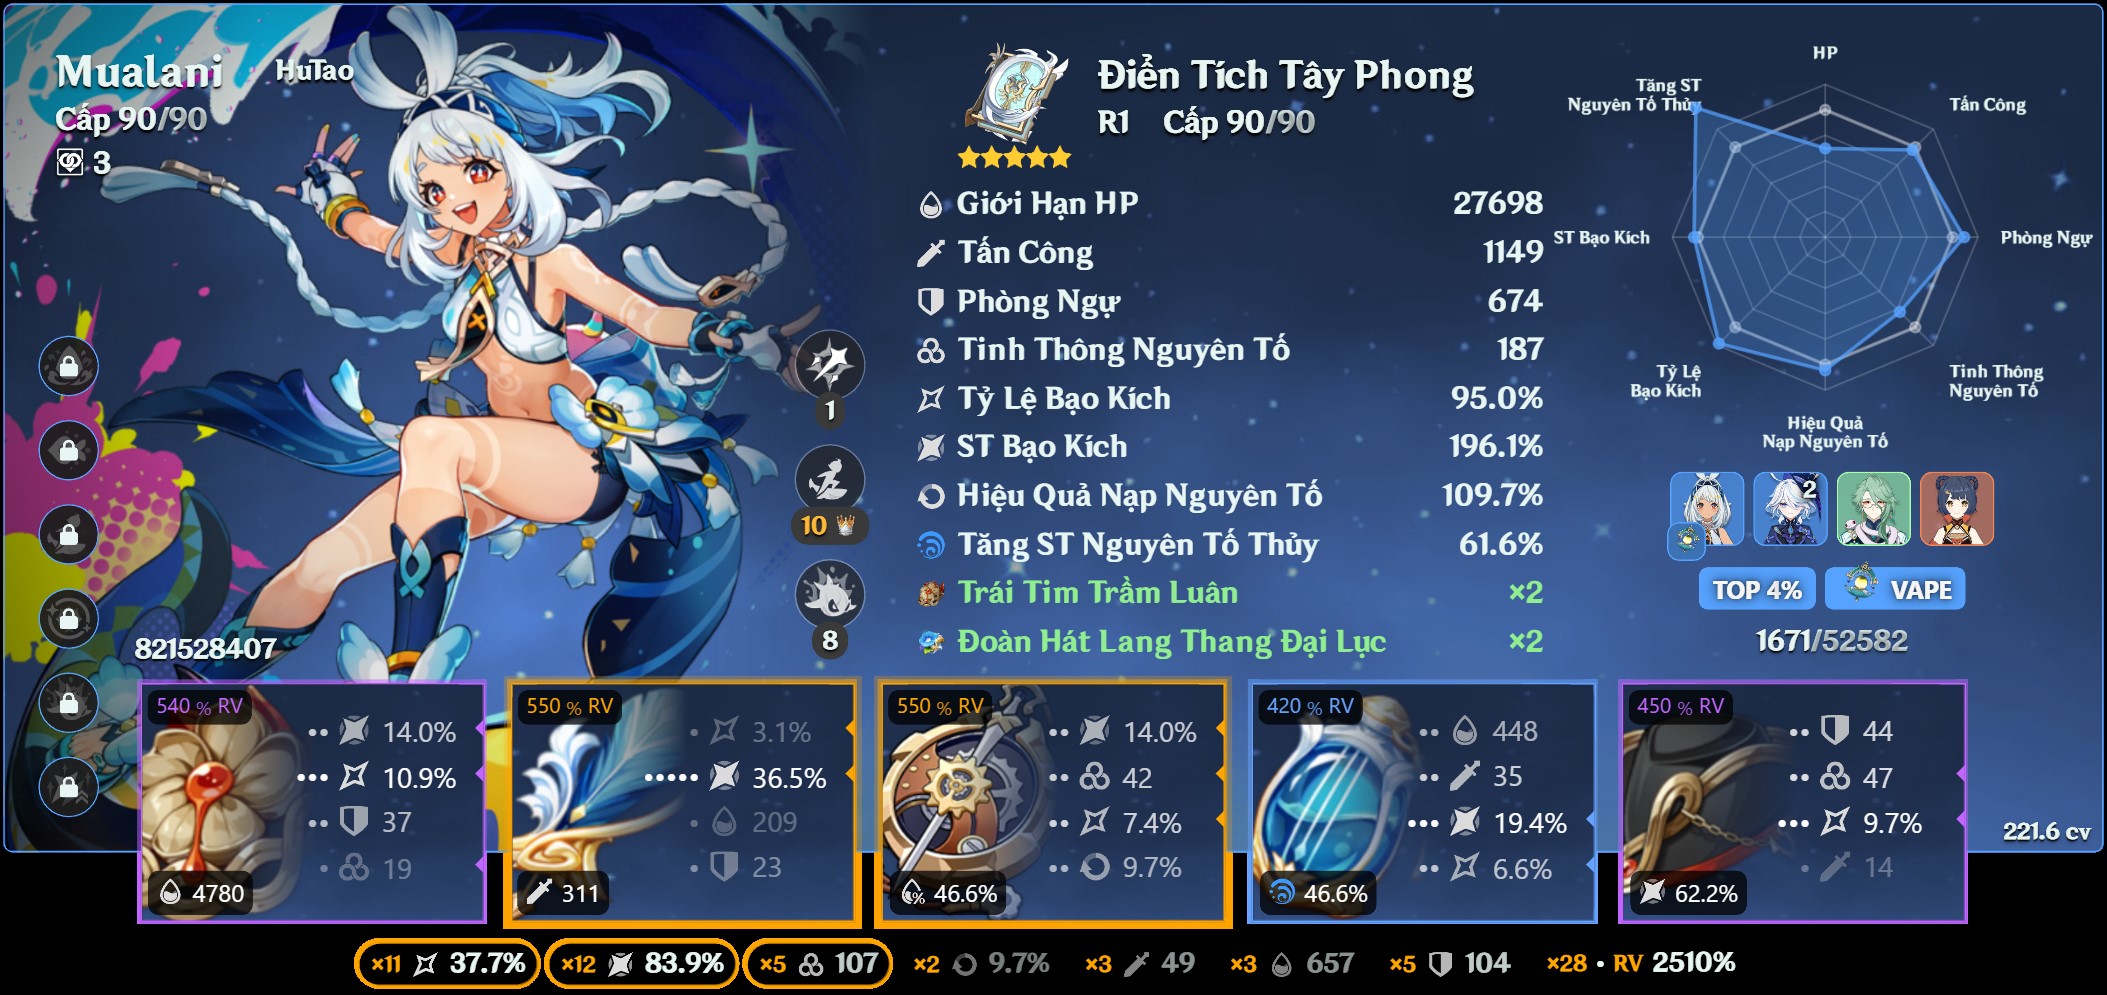 Mualani HuTao
Cấp 90/90
3
1
10
8
821528407
Điển Tích Tây Phong
R1 Cấp 90/90
Giới Hạn HP 27698
Tấn Công 1149
Phòng Ngự 674
Tinh Thông Nguyên Tố 187
Tỷ Lệ Bạo Kích 95.0%
ST Bạo Kích 196.1%
Hiệu Quả Nạp Nguyên Tố 109.7%
Tăng ST Nguyên Tố Thủy 61.6%
Trái Tim Trầm Luân ×2
Đoàn Hát Lang Thang Đại Lục ×2
HP
Tăng ST
Nguyên Tố Thủy
Tấn Công
ST Bạo Kích
Phòng Ngự
Tỷ Lệ
Bạo Kích
Tinh Thông
Nguyên Tố
Hiệu Quả
Nạp Nguyên Tố
2
TOP 4% VAPE
1671/52582
221.6 cv
540 % RV
14.0%
10.9%
37
19
4780
550 % RV
3.1%
36.5%
209
23
311
550 % RV
14.0%
42
7.4%
9.7%
46.6%
420 % RV
448
35
19.4%
6.6%
46.6%
450 % RV
44
47
9.7%
14
62.2%
×11 37.7% ×12 83.9% ×5 107 ×2 9.7% ×3 49 ×3 657 ×5 104 ×28 • RV 2510%